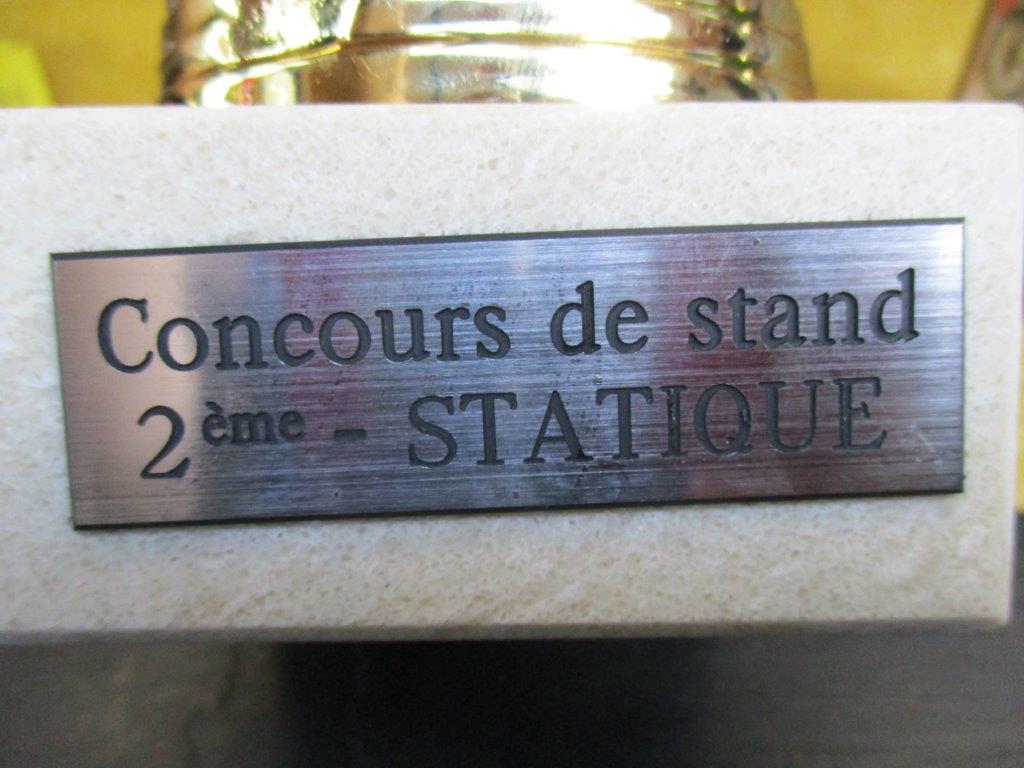 Concours de stand
2ème - STATIQUE